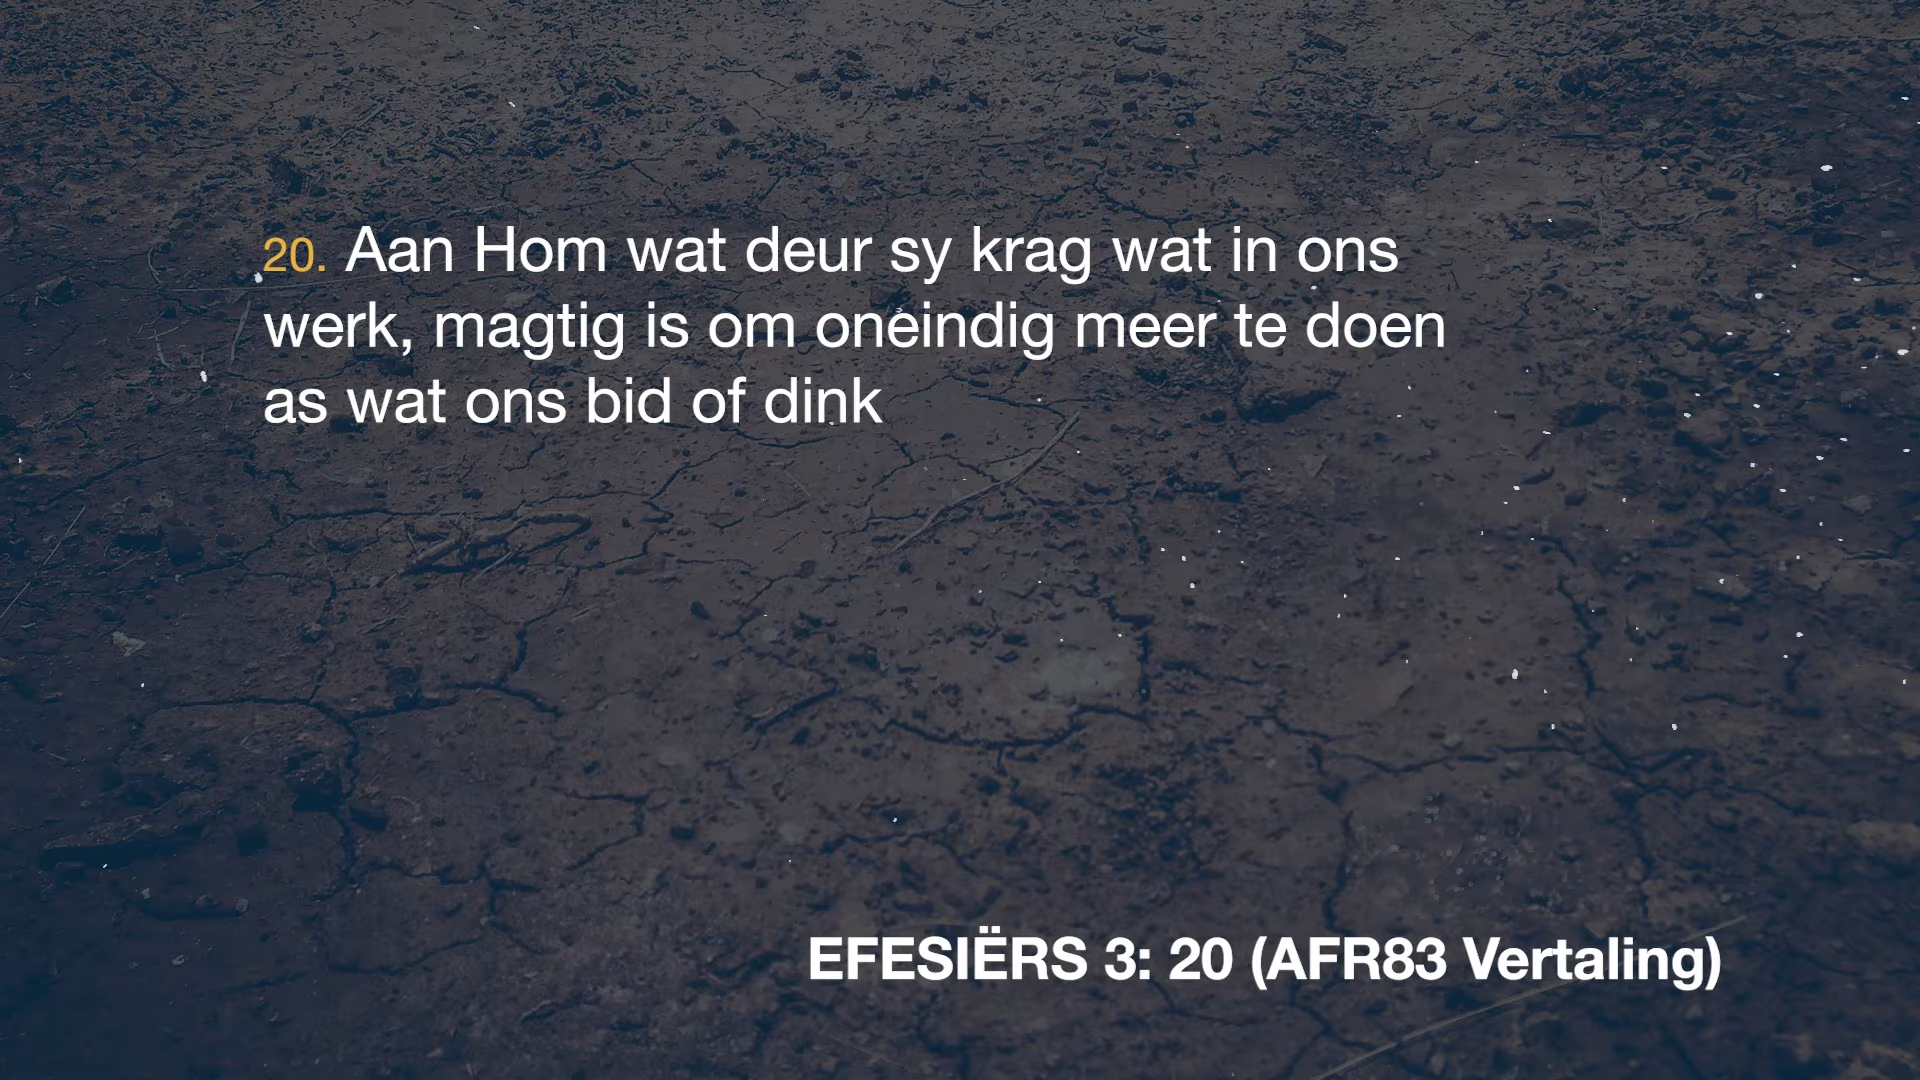 20. Aan Hom wat deur sy krag wat in ons
werk, magtig is om oneindig meer te doen
as wat ons bid of dink
EFESIËRS 3: 20 (AFR83 Vertaling)